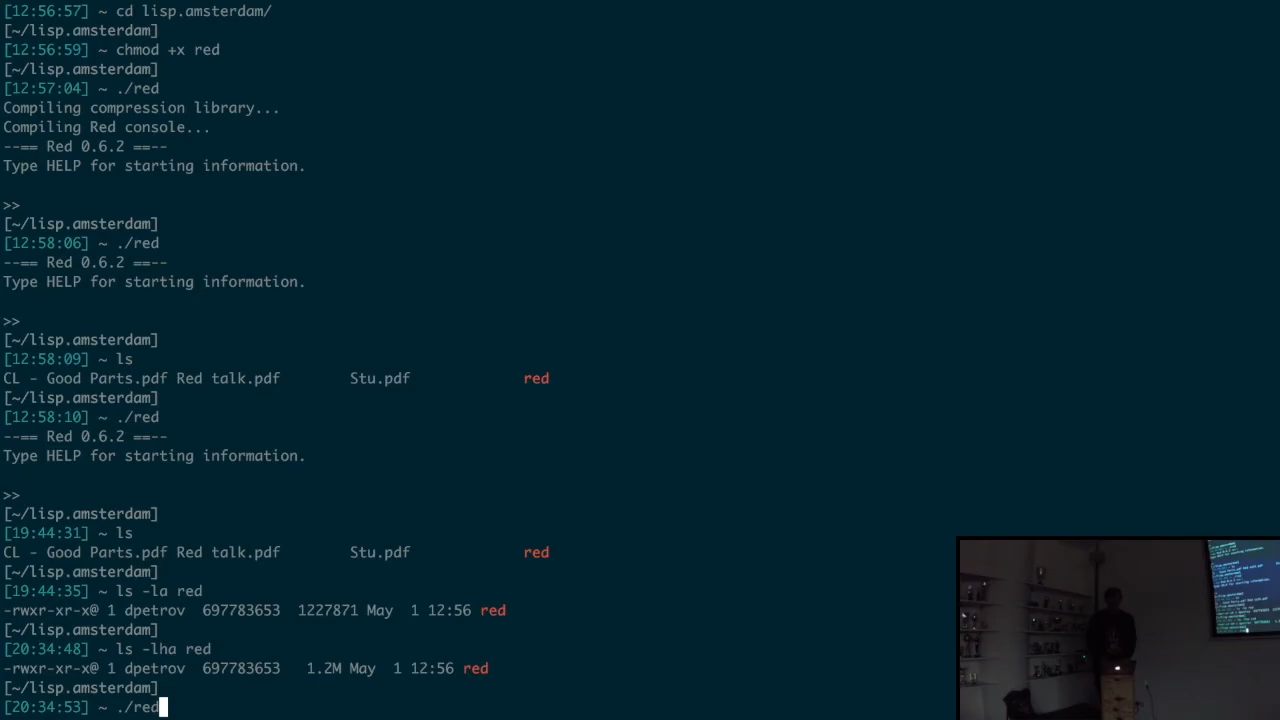 [12:56:57] ~ cd lisp.amsterdam/
[~/lisp.amsterdam]
[12:56:59] ~ chmod +x red
[~/lisp.amsterdam]
[12:57:04] ~ ./red
Compiling compression library...
Compiling Red console...
--== Red 0.6.2 ==--
Type HELP for starting information.
>>
[~/lisp.amsterdam]
[12:58:06] ~ ./red
--== Red 0.6.2 ==--
Type HELP for starting information.
>>
[~/lisp.amsterdam]
[12:58:09] ~ ls
CL - Good Parts.pdf Red talk.pdf Stu.pdf red
[~/lisp.amsterdam]
[12:58:10] ~ ./red
--== Red 0.6.2 ==--
Type HELP for starting information.
>>
[~/lisp.amsterdam]
[19:44:31] ~ ls
CL - Good Parts.pdf Red talk.pdf Stu.pdf red
[~/lisp.amsterdam]
[19:44:35] ~ ls -la red
-rwxr-xr-x@ 1 dpetrov 697783653 1227871 May 1 12:56 red
[~/lisp.amsterdam]
[20:34:48] ~ ls -lha red
-rwxr-xr-x@ 1 dpetrov 697783653 1.2M May 1 12:56 red
[~/lisp.amsterdam]
[20:34:53] ~ ./red